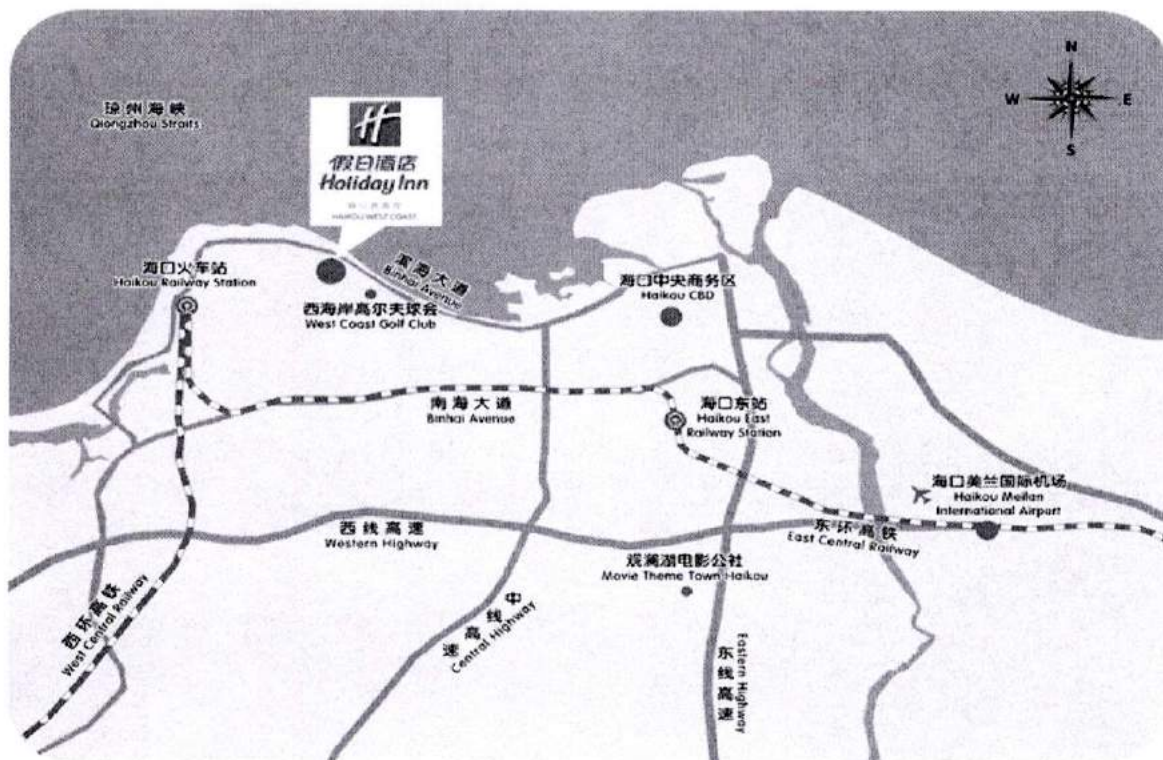 N
W
E
S
琼州海峡
Qiongzhou Straits
H
假日酒店
Holiday Inn
HAIKOU WEST COAST
海口火车站
Haikou Railway Station
滨海大道
Binhai Avenue
西海岸高尔夫球会
West Coast Golf Club
海口中央商务区
Haikou CBD
南海大道
Binhai Avenue
海口东站
Haikou East
Railway Station
海口美兰国际机场
Haikou Meilan
International Airport
西线高速
Western Highway
东环高铁
East Central Railway
观澜湖电影公社
Movie Theme Town Haikou
西环高铁
West Central Railway
中线高速
Central Highway
东线高速
Eastern Highway